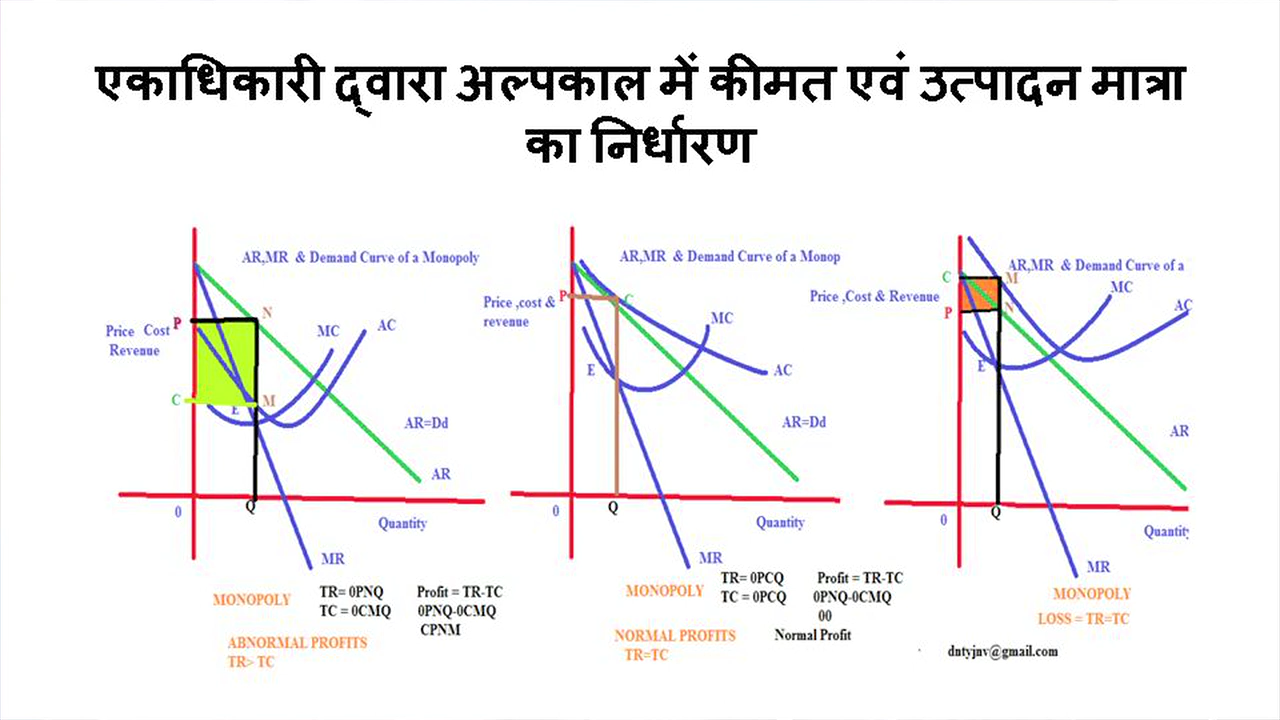 एकाधिकारी द्वारा अल्पकाल में कीमत एवं उत्पादन मात्रा
का निर्धारण
AR,MR & Demand Curve of a Monopoly
N
P
Price Cost
Revenue
MC
AC
C
E
M
AR=Dd
AR
0
Q
Quantity
MR
MONOPOLY
TR= 0PNQ
Profit = TR-TC
TC = 0CMQ
0PNQ-0CMQ
CPNM
ABNORMAL PROFITS
TR> TC
AR,MR & Demand Curve of a Monop
P
C
Price ,cost &
revenue
MC
E
AC
AR=Dd
0
Q
Quantity
MR
MONOPOLY
TR= 0PCQ
Profit = TR-TC
TC = 0PCQ
0PNQ-0CMQ
00
NORMAL PROFITS
Normal Profit
TR=TC
AR,MR & Demand Curve of a
C
M
MC
Price ,Cost & Revenue
AC
P
N
E
AR
0
Q
Quantity
MR
MONOPOLY
LOSS = TR=TC
dntyjnv@gmail.com